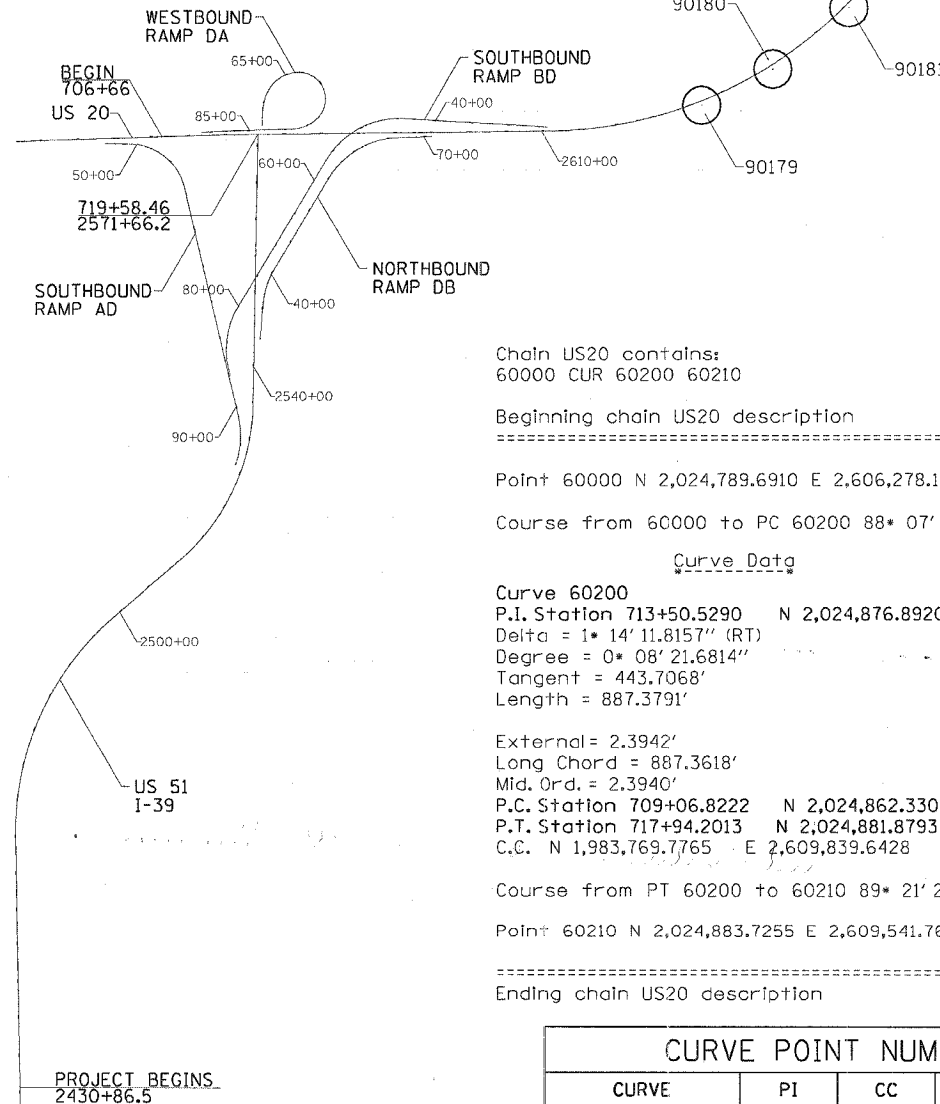 WESTBOUND
RAMP DA
90180
90181
65+00
SOUTHBOUND
RAMP BD
BEGIN
706+66
US 20
85+00
40+00
50+00
60+00
70+00
2610+00
90179
719+58.46
2571+66.2
SOUTHBOUND
RAMP AD
80+00
40+00
NORTHBOUND
RAMP DB
2540+00
90+00
2500+00
US 51
I-39
PROJECT BEGINS
2430+86.5
Chain US20 contains:
60000 CUR 60200 60210
Beginning chain US20 description
Point 60000 N 2,024,789.6910 E 2,606,278.1
Course from 60000 to PC 60200 88* 07'
Curve Data
Curve 60200
P.I. Station 713+50.5290 N 2,024,876.8920
Delta = 1* 14' 11.8157" (RT)
Degree = 0* 08' 21.6814"
Tangent = 443.7068'
Length = 887.3791'
External = 2.3942'
Long Chord = 887.3618'
Mid. Ord. = 2.3940'
P.C. Station 709+06.8222 N 2,024,862.330
P.T. Station 717+94.2013 N 2,024,881.8793
C.C. N 1,983,769.7765 E 2,609,839.6428
Course from PT 60200 to 60210 89* 21' 2
Point 60210 N 2,024,883.7255 E 2,609,541.76
Ending chain US20 description
CURVE POINT NUM
CURVE PI CC